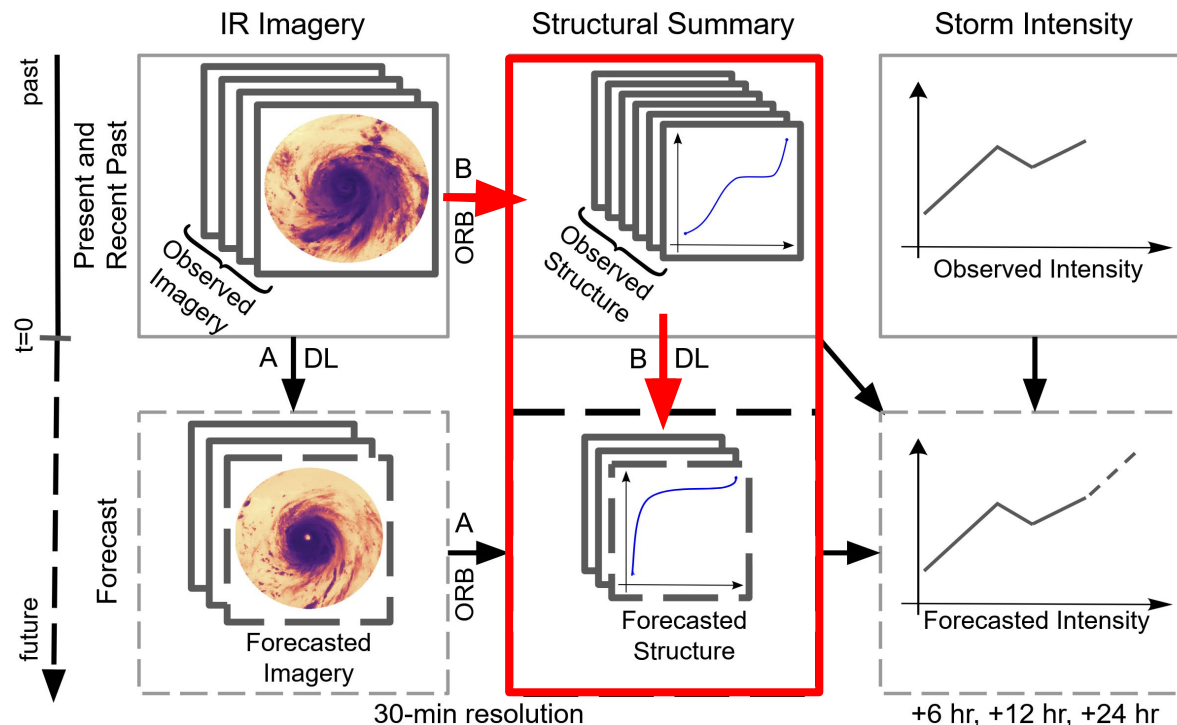 IR Imagery
Structural Summary
Storm Intensity
past
Present and
Recent Past
t=0
Forecast
future
Observed
Imagery
B
ORB
Observed
Structure
Observed Intensity
A DL
B DL
Forecasted
Imagery
A
ORB
Forecasted
Structure
Forecasted Intensity
30-min resolution
+6 hr, +12 hr, +24 hr